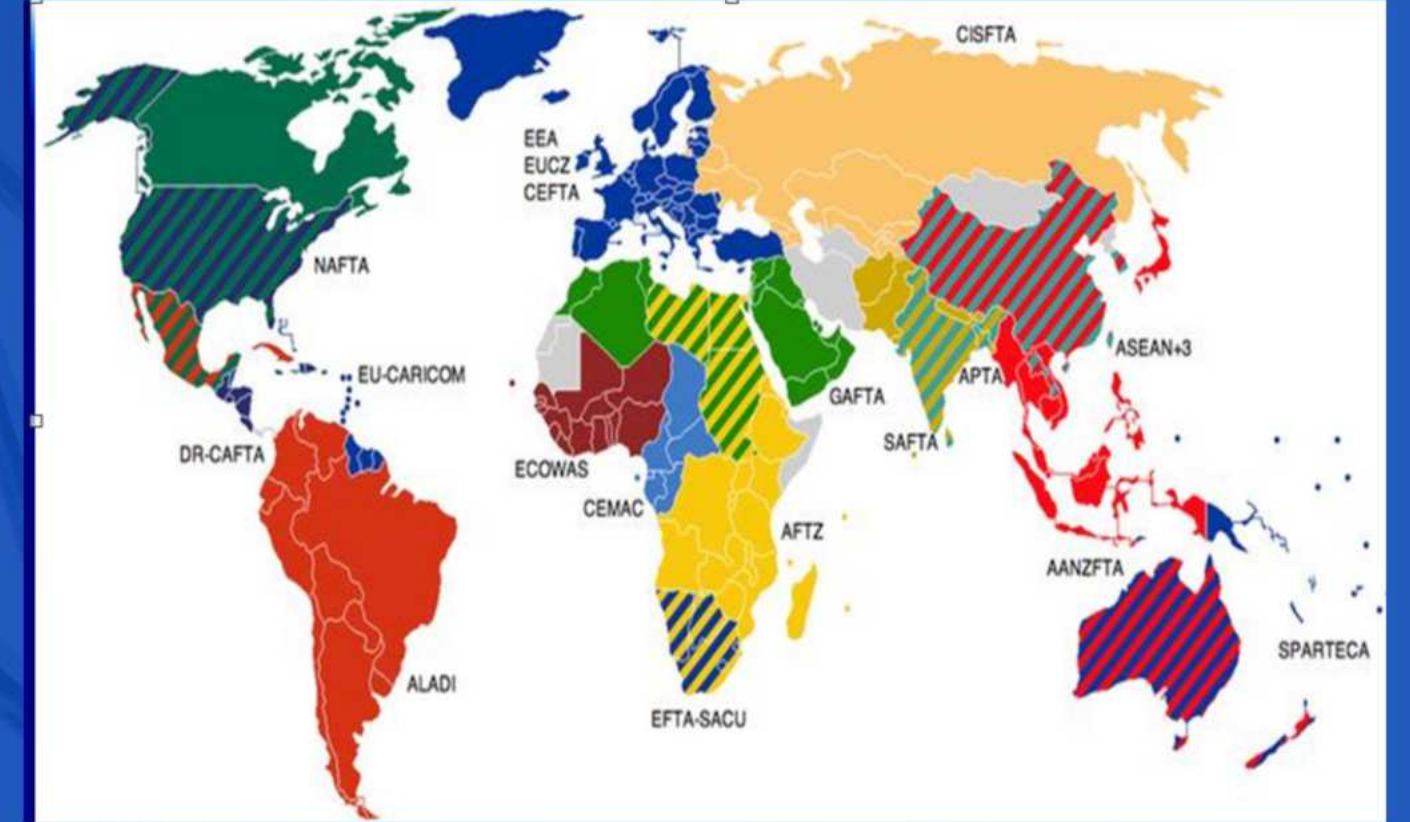 CISFTA
EEA
EUCZ
CEFTA
NAFTA
ASEAN+3
EU-CARICOM
APTA
GAFTA
DR-CAFTA
SAFTA
ECOWAS
CEMAC
AFTZ
AANZFTA
SPARTECA
ALADI
EFTA-SACU